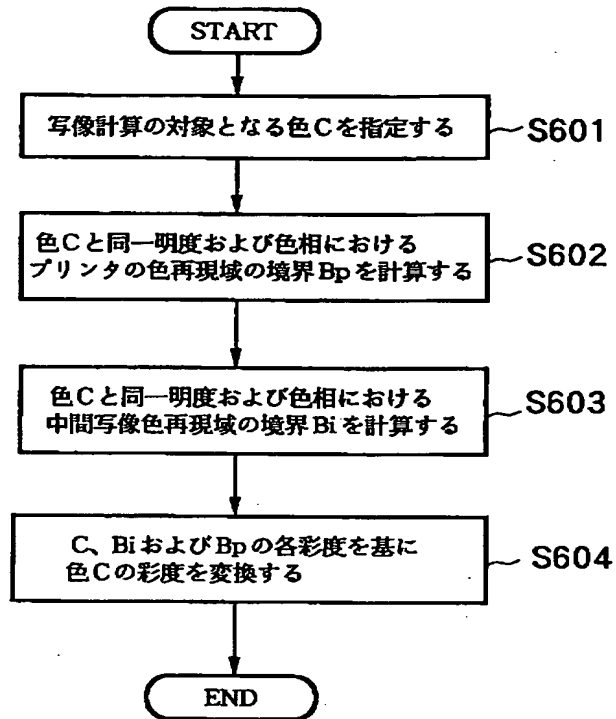 START
写像計算の対象となる色Cを指定する
S601
色Cと同一明度および色相における
プリンタの色再現域の境界Bpを計算する
S602
色Cと同一明度および色相における
中間写像色再現域の境界Biを計算する
S603
C、BiおよびBpの各彩度を基に
色Cの彩度を変換する
S604
END